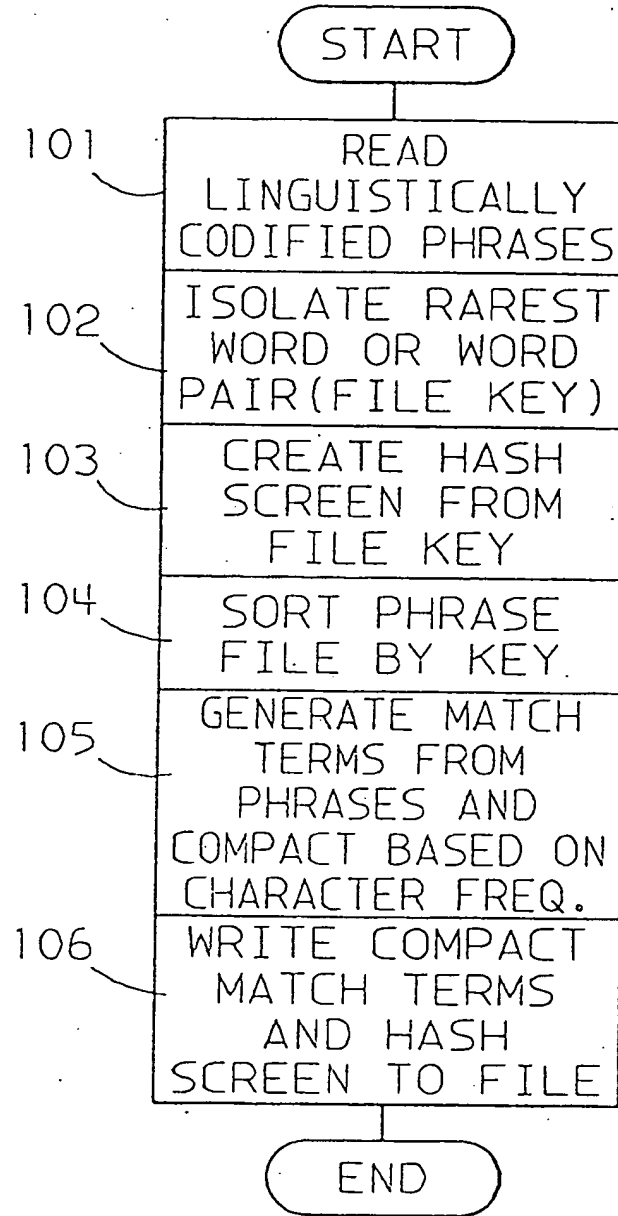 START
101
READ
LINGUISTICALLY
CODIFIED PHRASES
102
ISOLATE RAREST
WORD OR WORD
PAIR(FILE KEY)
103
CREATE HASH
SCREEN FROM
FILE KEY
104
SORT PHRASE
FILE BY KEY
105
GENERATE MATCH
TERMS FROM
PHRASES AND
COMPACT BASED ON
CHARACTER FREQ.
106
WRITE COMPACT
MATCH TERMS
AND HASH
SCREEN TO FILE
END